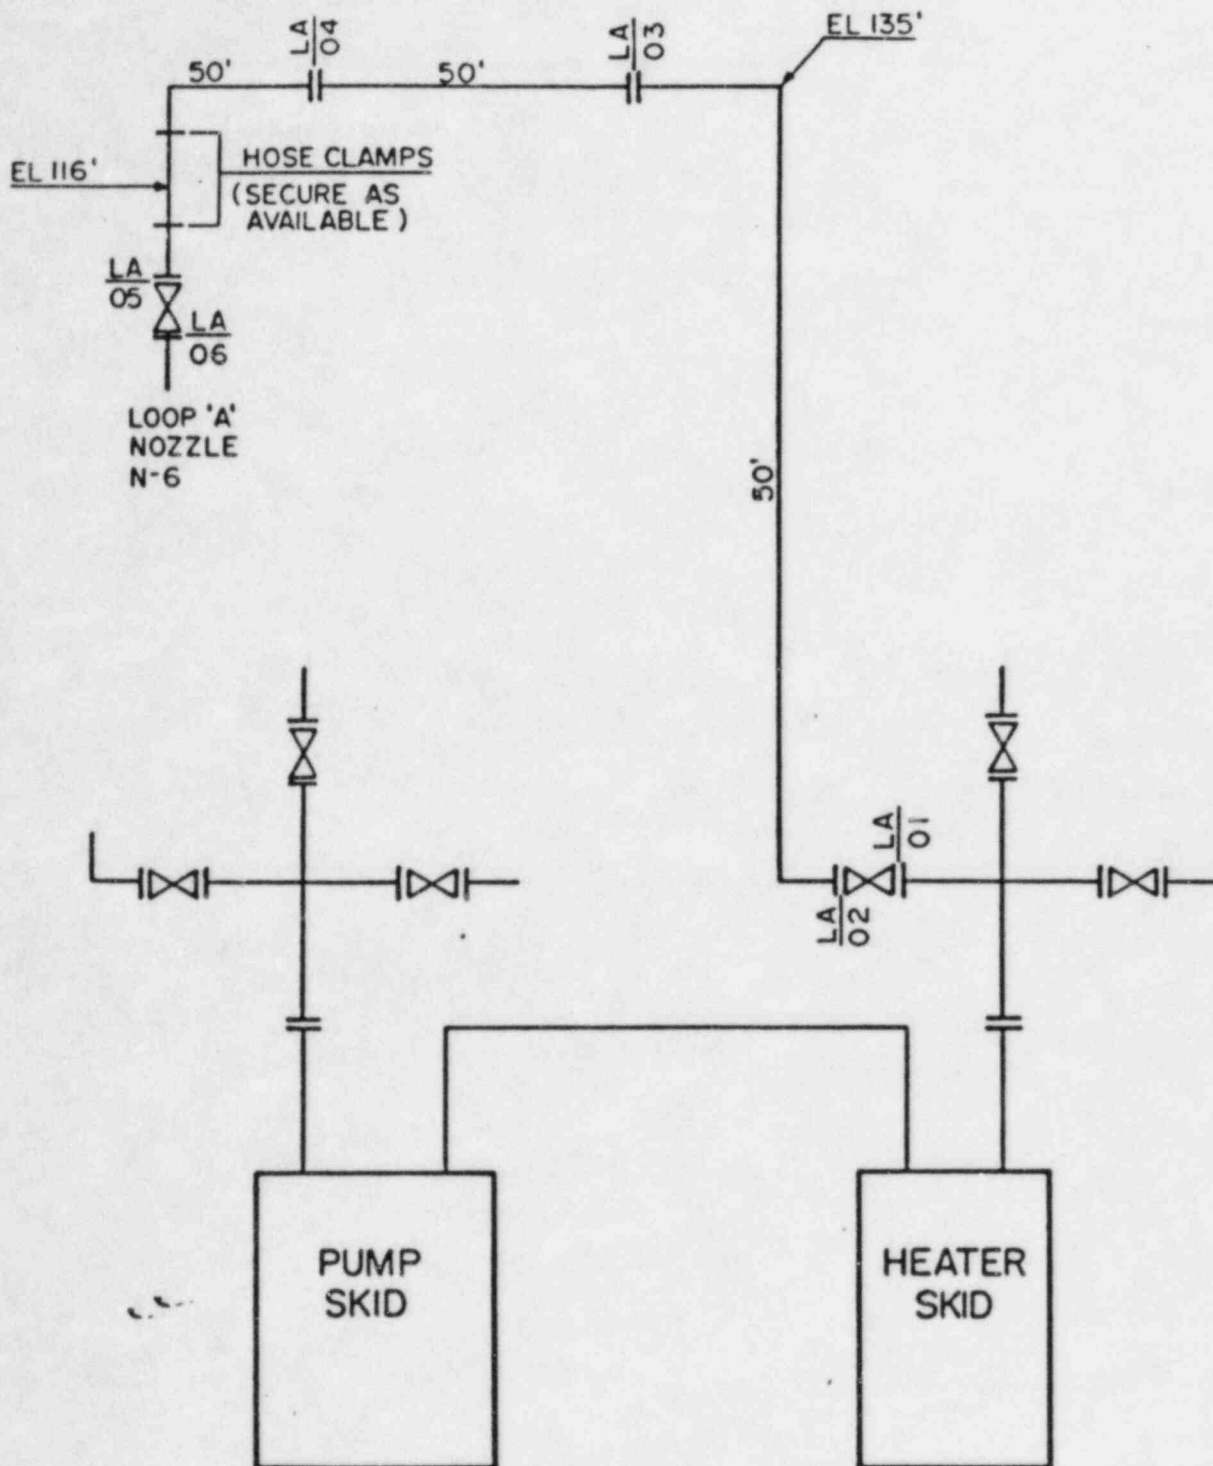 LA
04
LA
03
EL 135'
50'
50'
HOSE CLAMPS
(SECURE AS
AVAILABLE)
EL 116'
LA
05
LA
06
LOOP 'A'
NOZZLE
N-6
50'
LA
01
LA
02
PUMP
SKID
HEATER
SKID